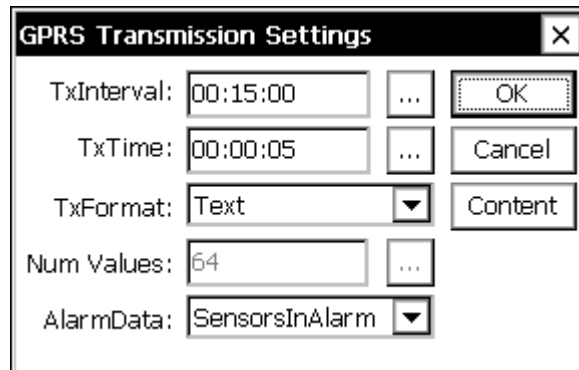 GPRS Transmission Settings
TxInterval: 00:15:00 ... OK
TxTime: 00:00:05 ... Cancel
TxFormat: Text Content
Num Values: 64 ...
AlarmData: SensorsInAlarm